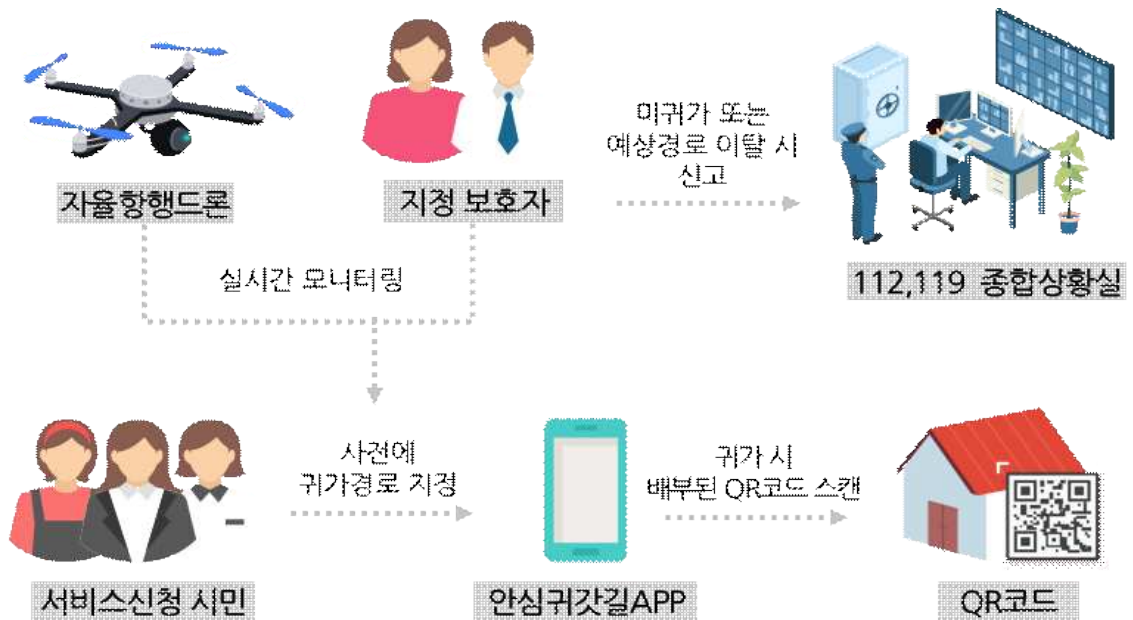 미귀가 또는
예상경로 이탈 시
신고
자율항행드론
지정 보호자
실시간 모니터링
112,119 종합상황실
사전에
귀가경로 지정
귀가 시
배부된 QR코드 스캔
서비스신청 시민
안심귀갓길APP
QR코드